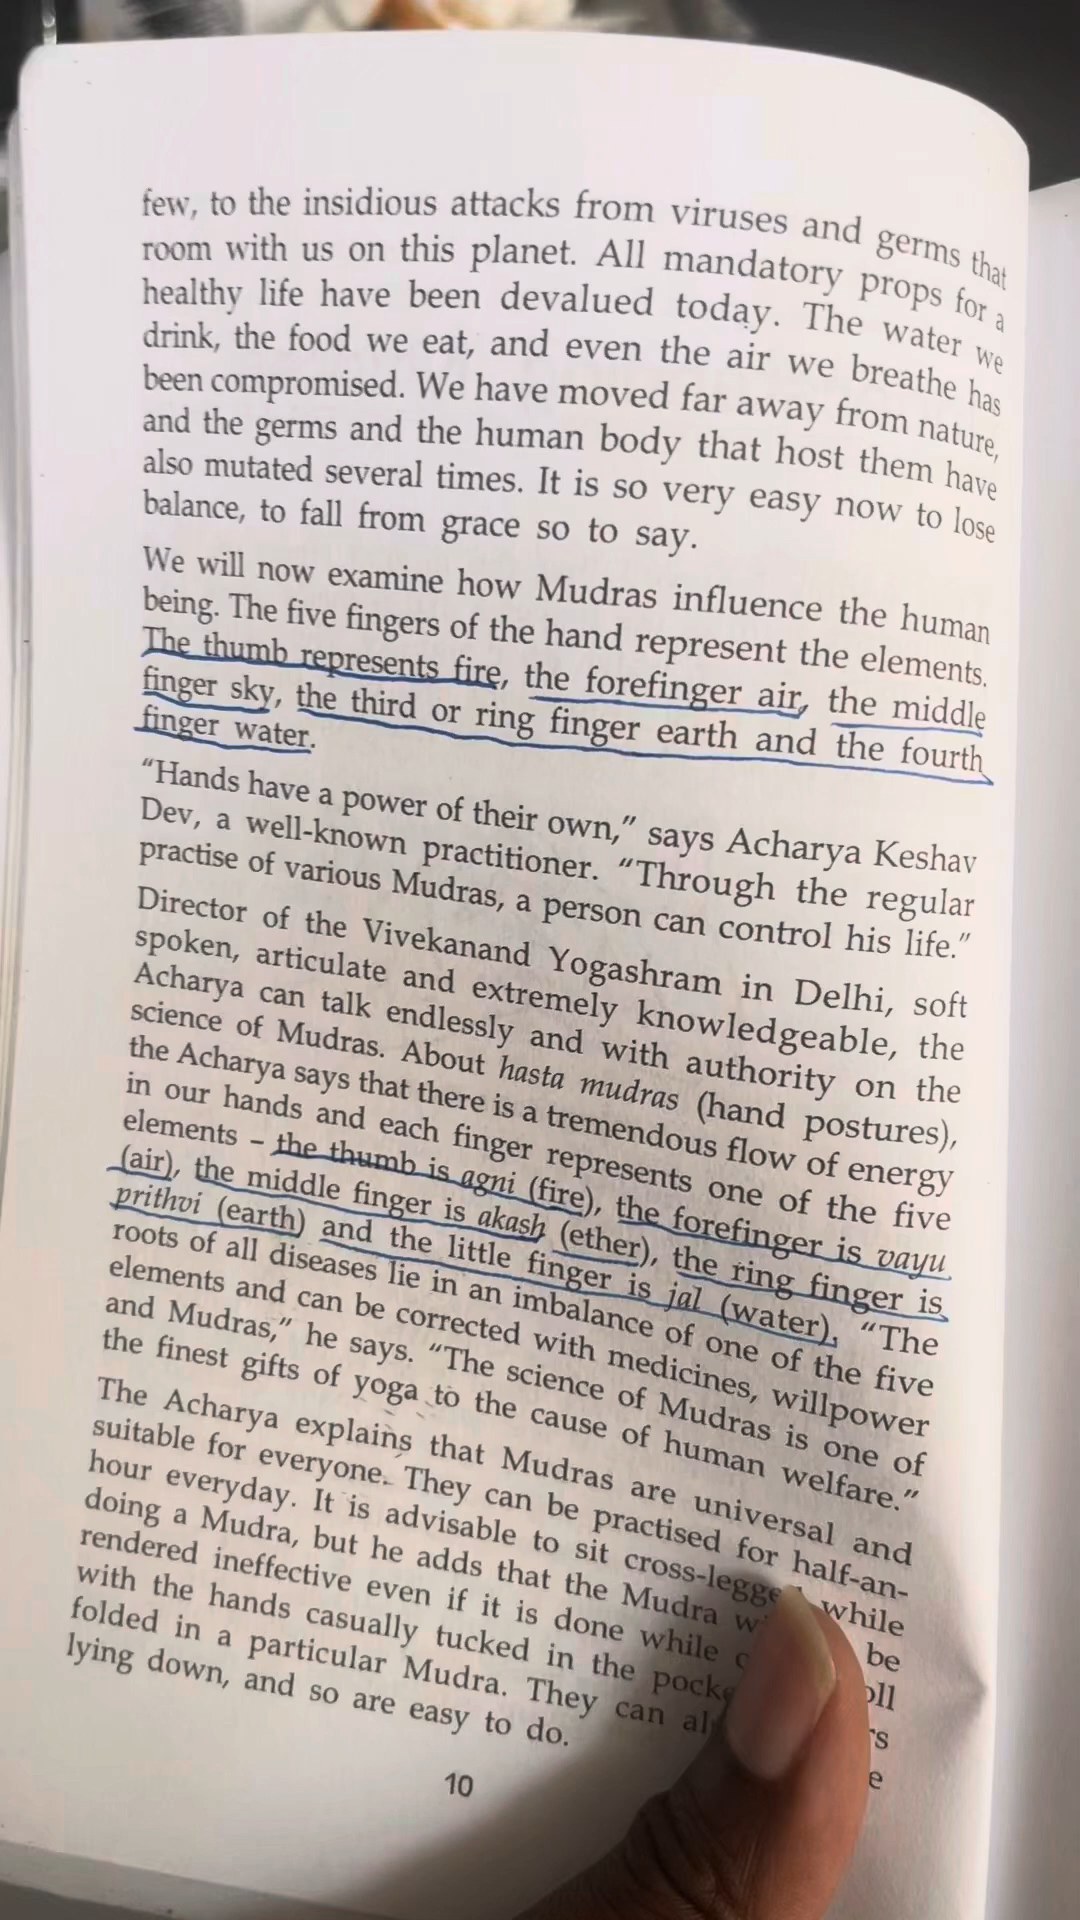 few, to the insidious attacks from viruses and germs that
room with us on this planet. All mandatory props for a
healthy life have been devalued today. The water we
drink, the food we eat, and even the air we breathe has
been compromised. We have moved far away from nature,
and the germs and the human body that host them have
also mutated several times. It is so very easy now to lose
balance, to fall from grace so to say.
We will now examine how Mudras influence the human
being. The five fingers of the hand represent the elements.
The thumb represents fire, the forefinger air, the middle
finger sky, the third or ring finger earth and the fourth
finger water.
“Hands have a power of their own,” says Acharya Keshav
Dev, a well-known practitioner. “Through the regular
practise of various Mudras, a person can control his life.”
Director of the Vivekanand Yogashram in Delhi, soft
spoken, articulate and extremely knowledgeable, the
Acharya can talk endlessly and with authority on the
science of Mudras. About hasta mudras (hand postures),
the Acharya says that there is a tremendous flow of energy
in our hands and each finger represents one of the five
elements – the thumb is agni (fire), the forefinger is vayu
(air), the middle finger is akash (ether), the ring finger is
prithvi (earth) and the little finger is jal (water), “The
roots of all diseases lie in an imbalance of one of the five
elements and can be corrected with medicines, willpower
and Mudras,” he says. “The science of Mudras is one of
the finest gifts of yoga to the cause of human welfare.”
The Acharya explains that Mudras are universal and
suitable for everyone. They can be practised for half-an-
hour everyday. It is advisable to sit cross-legged while
doing a Mudra, but he adds that the Mudra be
rendered ineffective even if it is done while
with the hands casually tucked in the
folded in a particular Mudra. They can
lying down, and so are easy to do.
10